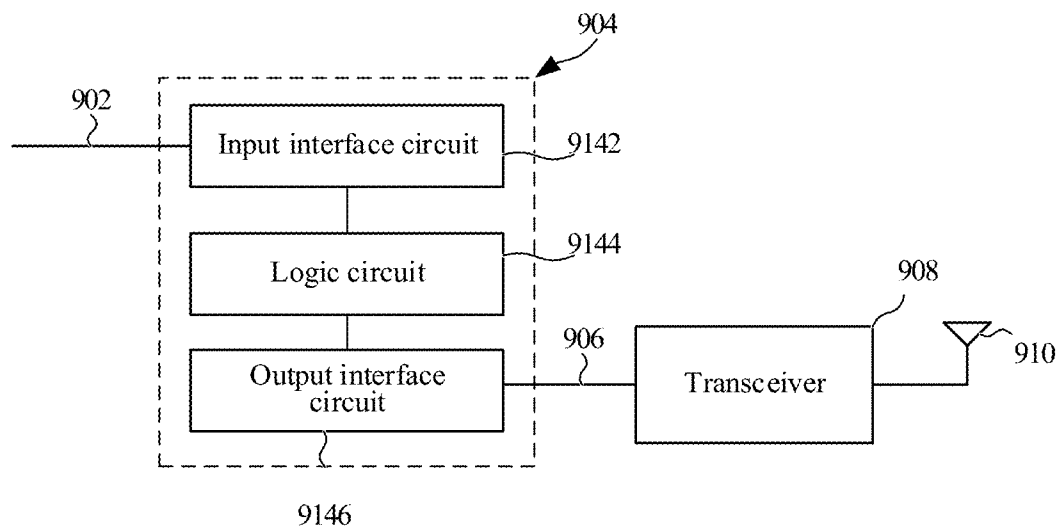 904
902
Input interface circuit
9142
Logic circuit
9144
908
906
Output interface
circuit
Transceiver
910
9146